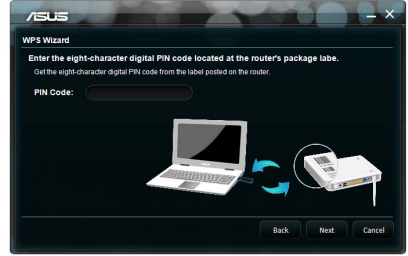 ASUS
WPS Wizard
Enter the eight-character digital PIN code located at the router's package labe.
Get the eight-character digital PIN code from the label posted on the router.
PIN Code:
Back Next Cancel